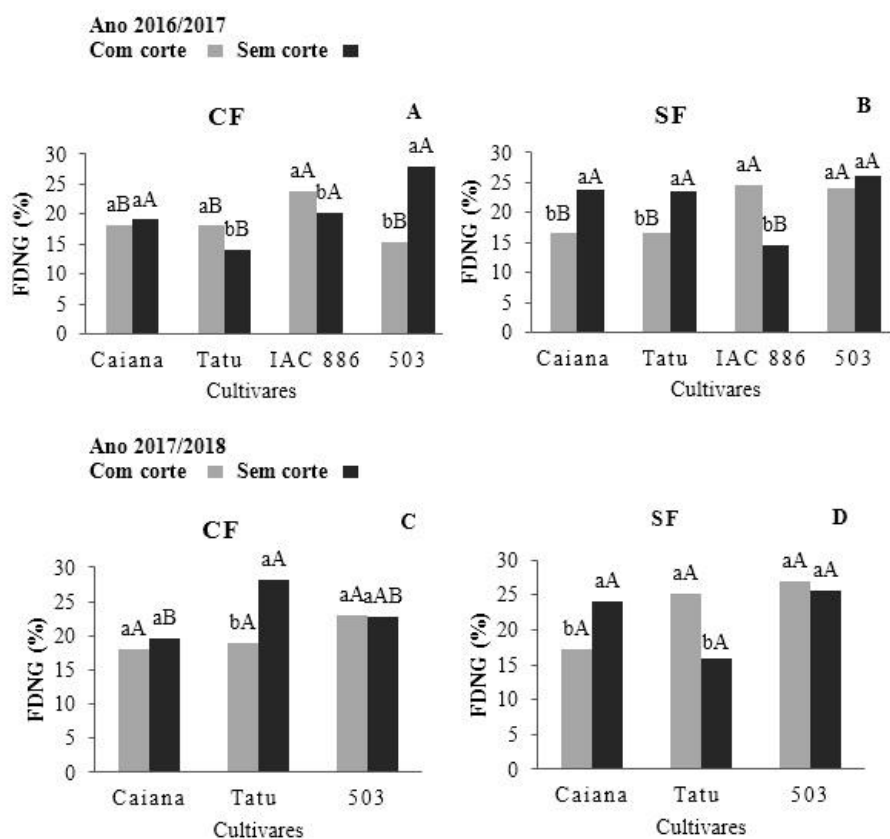 Ano 2016/2017
Com corte Sem corte
CF A
FDNG (%)
30
25
20
15
10
5
0
aB aA
aB bB
aA bA
bB aA
Caiana Tatu IAC 886 503
Cultivares
SF B
FDNG (%)
30
25
20
15
10
5
0
bB aA
bB aA
aA bB
aA aA
Caiana Tatu IAC 886 503
Cultivares
Ano 2017/2018
Com corte Sem corte
CF C
FDNG (%)
30
25
20
15
10
5
0
aA aB
bA aA
aA aAB
Caiana Tatu 503
Cultivares
SF D
FDNG (%)
30
25
20
15
10
5
0
bA aA
aA bA
aA aA
Caiana Tatu 503
Cultivares